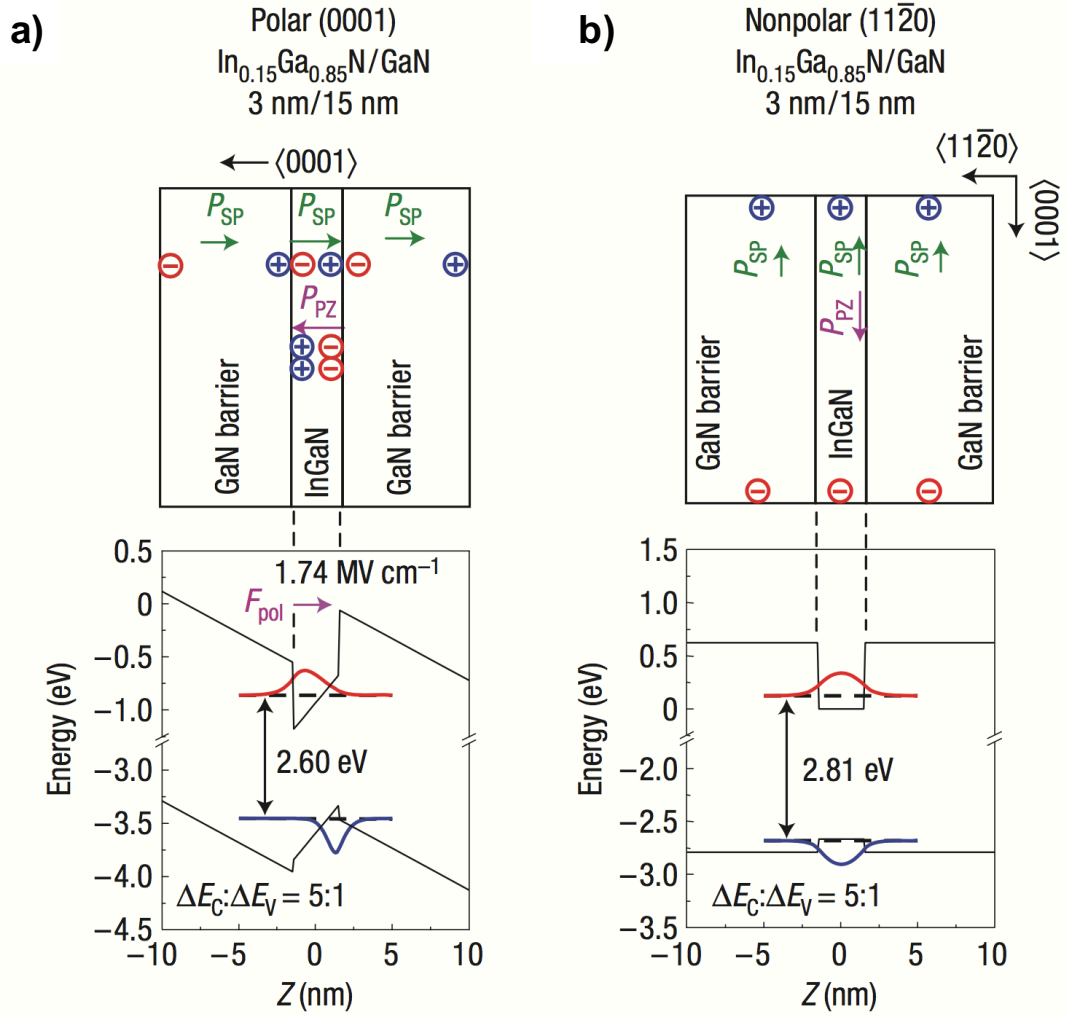 a)
Polar (0001)
In0.15Ga0.85N/GaN
3 nm/15 nm
⟨0001⟩
PSP PSP PSP
− + − + − +
PPZ
+ −
+ −
GaN barrier
InGaN
GaN barrier
0.5
0
−0.5
−1.0
−3.0
−3.5
−4.0
−4.5
Energy (eV)
1.74 MV cm−1
Fpol
2.60 eV
ΔEC:ΔEV = 5:1
−10 −5 0 5 10
Z (nm)
b)
Nonpolar (112̄0)
In0.15Ga0.85N/GaN
3 nm/15 nm
⟨112̄0⟩
⟨0001⟩
+ + +
PSP PSP PSP
PPZ
GaN barrier
InGaN
GaN barrier
− − −
1.5
1.0
0.5
0
−2.0
−2.5
−3.0
−3.5
Energy (eV)
2.81 eV
ΔEC:ΔEV = 5:1
−10 −5 0 5 10
Z (nm)